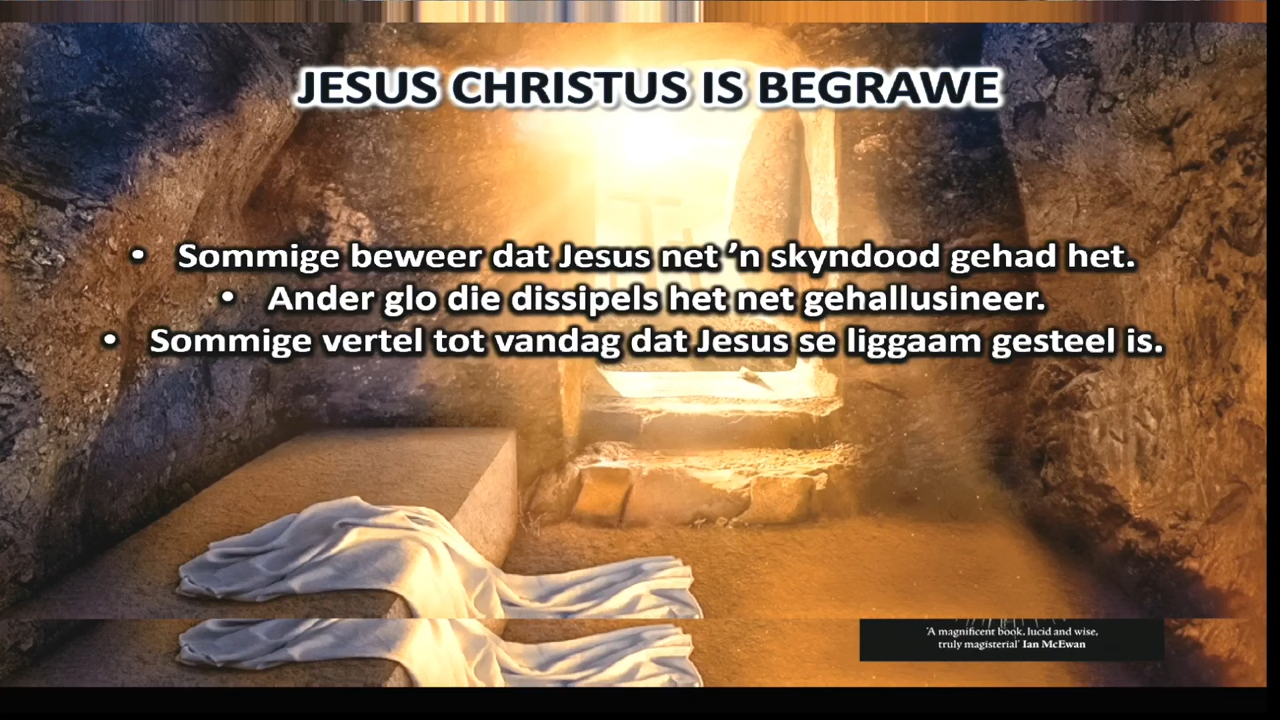 JESUS CHRISTUS IS BEGRAWE
• Sommige beweer dat Jesus net ’n skyndood gehad het.
• Ander glo die dissipels het net gehallusineer.
• Sommige vertel tot vandag dat Jesus se liggaam gesteel is.
'A magnificent book, lucid and wise,
truly magisterial' Ian McEwan